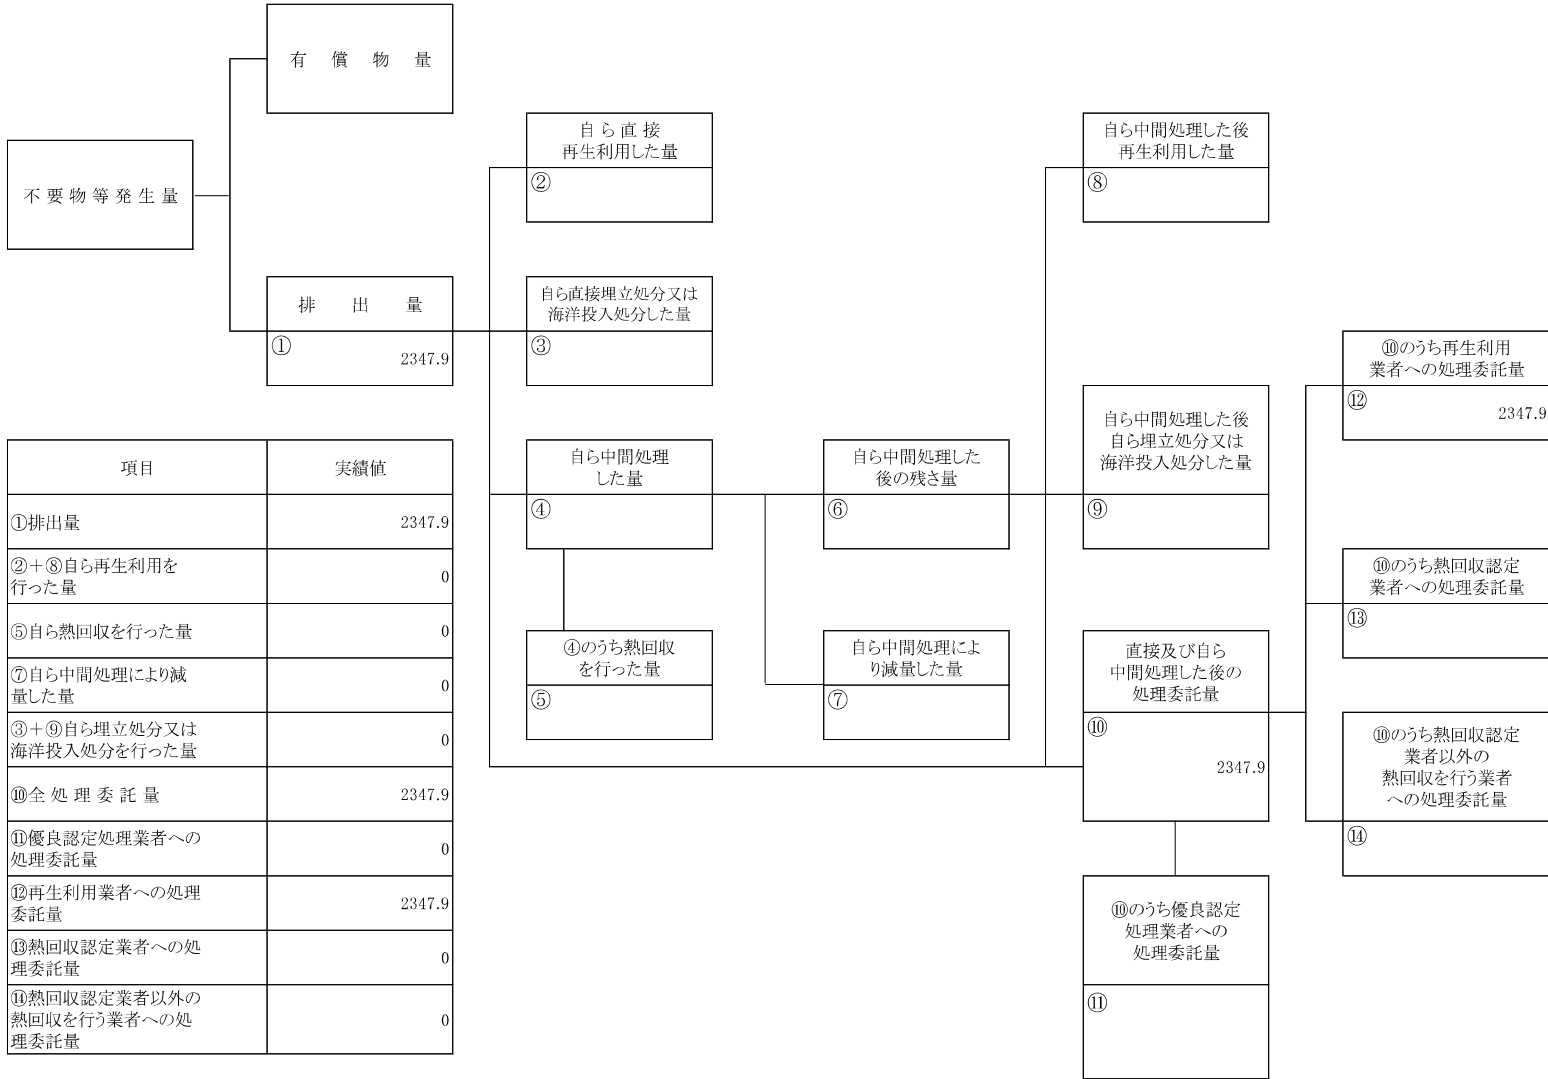 有償物量
不要物等発生量
排出量
①
2347.9
自ら直接
再生利用した量
②
自ら直接埋立処分又は
海洋投入処分した量
③
自ら中間処理
した量
④
④のうち熱回収
を行った量
⑤
自ら中間処理した
後の残さ量
⑥
自ら中間処理によ
り減量した量
⑦
自ら中間処理した後
再生利用した量
⑧
自ら中間処理した後
自ら埋立処分又は
海洋投入処分した量
⑨
直接及び自ら
中間処理した後の
処理委託量
⑩
2347.9
⑩のうち優良認定
処理業者への
処理委託量
⑪
⑩のうち再生利用
業者への処理委託量
⑫
2347.9
⑩のうち熱回収認定
業者への処理委託量
⑬
⑩のうち熱回収認定
業者以外の
熱回収を行う業者
への処理委託量
⑭
項目 実績値
①排出量 2347.9
②＋⑧自ら再生利用を
行った量 0
⑤自ら熱回収を行った量 0
⑦自ら中間処理により減
量した量 0
③＋⑨自ら埋立処分又は
海洋投入処分を行った量 0
⑩全処理委託量 2347.9
⑪優良認定処理業者への
処理委託量 0
⑫再生利用業者への処理
委託量 2347.9
⑬熱回収認定業者への処
理委託量 0
⑭熱回収認定業者以外の
熱回収を行う業者への処
理委託量 0